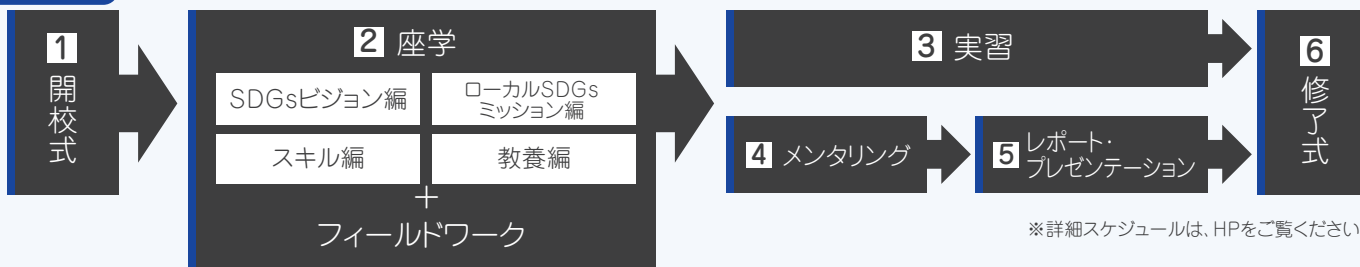 1
開校式
2 座学
SDGsビジョン編
ローカルSDGs
ミッション編
スキル編
教養編
+
フィールドワーク
3 実習
4 メンタリング
5 レポート・
プレゼンテーション
6
修了式
※詳細スケジュールは、HPをご覧ください